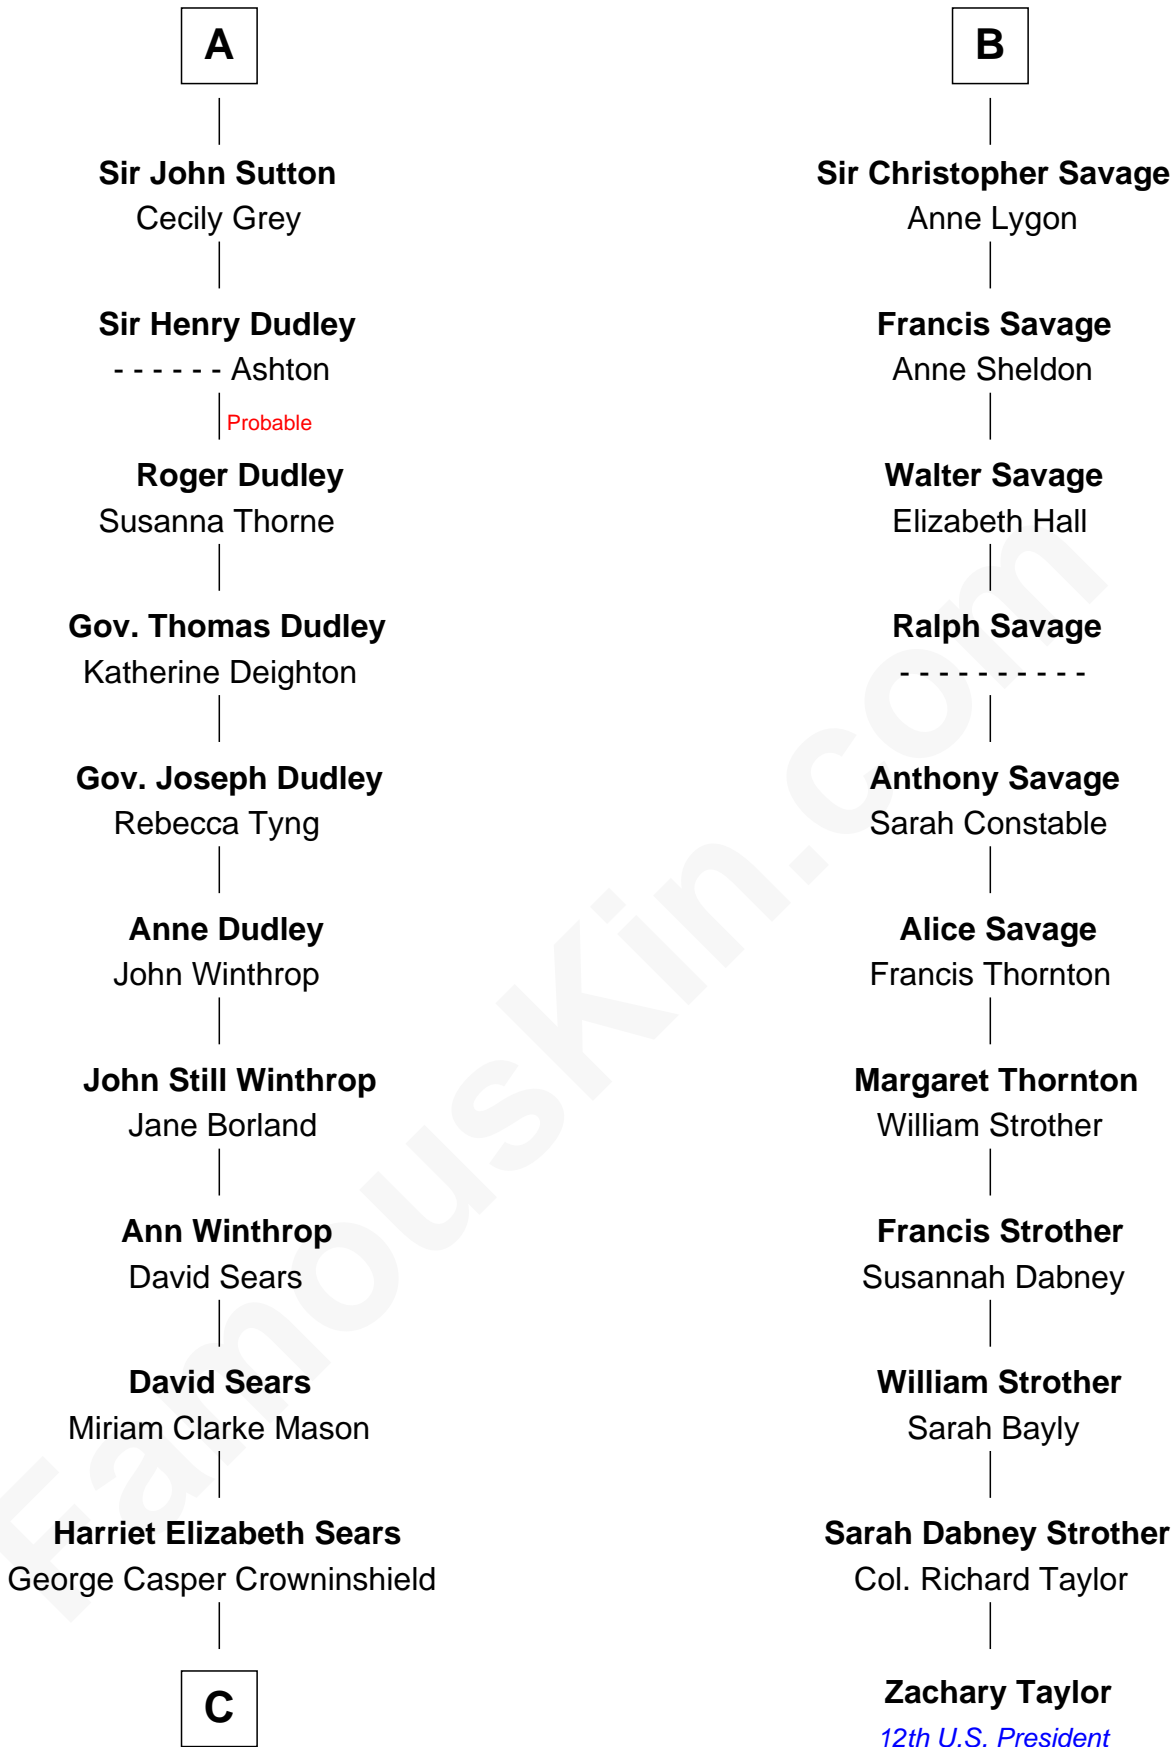 A
Sir John Sutton
Cecily Grey
Sir Henry Dudley
- - - - - - Ashton
Probable
Roger Dudley
Susanna Thorne
Gov. Thomas Dudley
Katherine Deighton
Gov. Joseph Dudley
Rebecca Tyng
Anne Dudley
John Winthrop
John Still Winthrop
Jane Borland
Ann Winthrop
David Sears
David Sears
Miriam Clarke Mason
Harriet Elizabeth Sears
George Casper Crowninshield
C
B
Sir Christopher Savage
Anne Lygon
Francis Savage
Anne Sheldon
Walter Savage
Elizabeth Hall
Ralph Savage
- - - - - - - - - -
Anthony Savage
Sarah Constable
Alice Savage
Francis Thornton
Margaret Thornton
William Strother
Francis Strother
Susannah Dabney
William Strother
Sarah Bayly
Sarah Dabney Strother
Col. Richard Taylor
Zachary Taylor
12th U.S. President
FamousKin.com